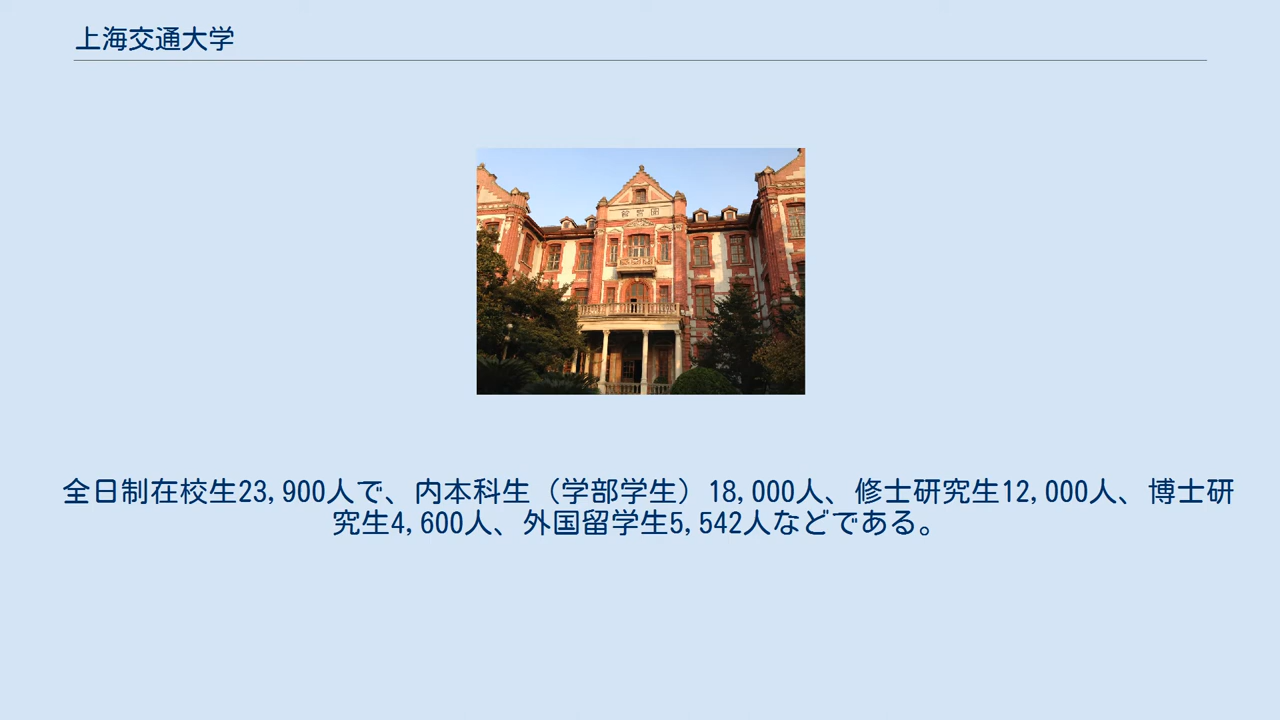 上海交通大学
全日制在校生23,900人で、内本科生（学部学生）18,000人、修士研究生12,000人、博士研
究生4,600人、外国留学生5,542人などである。